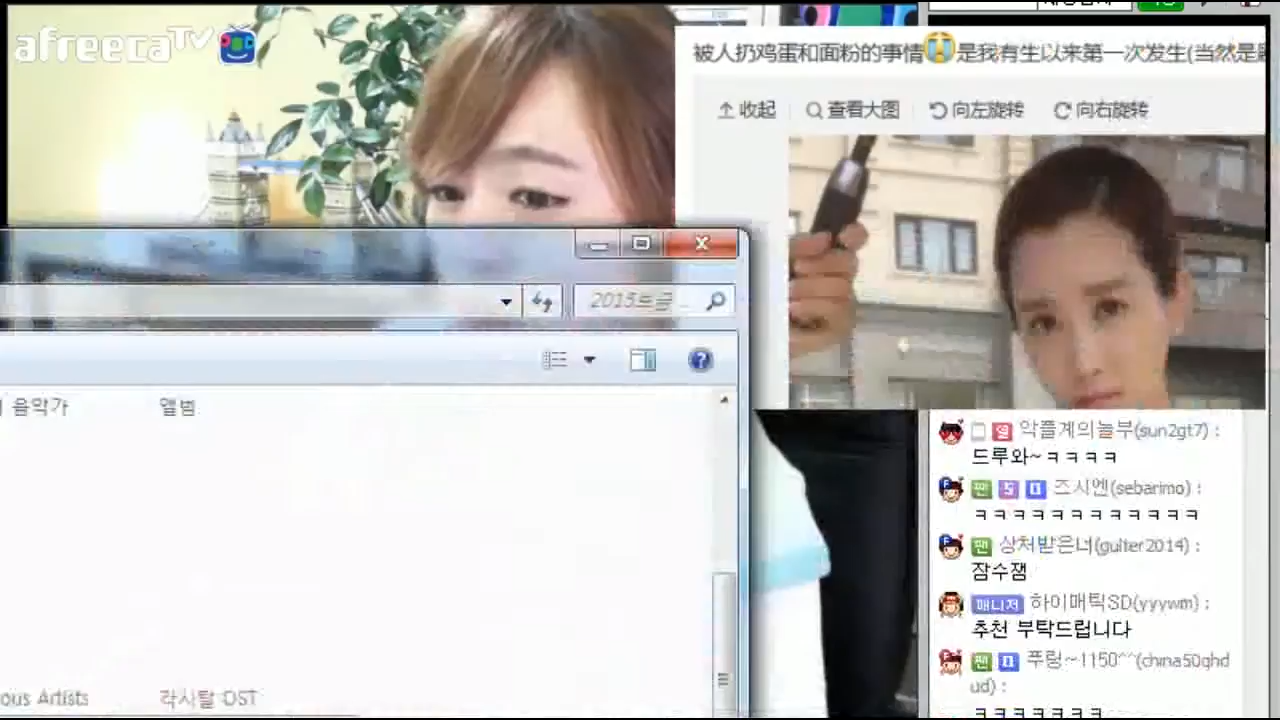 afreecaTV
被人扔鸡蛋和面粉的事情😭是我有生以来第一次发生(当然是
收起 查看大图 向左旋转 向右旋转
음악가 앨범
ous Artists 각시탈 OST
악플계의놀부(sun2gt7) :
드루와~ㅋㅋㅋㅋ
팬 5 즈시엔(sebarimo) :
ㅋㅋㅋㅋㅋㅋㅋㅋㅋㅋㅋㅋ
팬 상처받은너(gulter2014) :
잠수잼
매니저 하이매틱SD(yyywm) :
추천 부탁드립니다
팬 푸렁~1150^^(china50ghd
ud) :
ㅋㅋㅋㅋㅋㅋㅋ